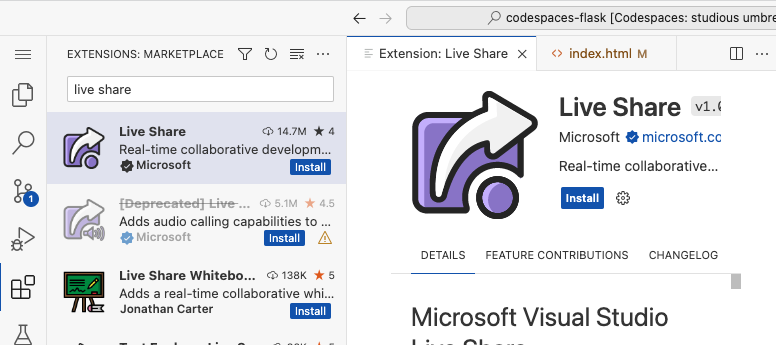 codespaces-flask [Codespaces: studious umbre
EXTENSIONS: MARKETPLACE
Extension: Live Share
<> index.html M
live share
Live Share 14.7M ★ 4
Real-time collaborative developm...
Microsoft Install
[Deprecated] Live ... 5.1M ★ 4.5
Adds audio calling capabilities to ...
Microsoft Install
Live Share Whitebo... 138K ★ 5
Adds a real-time collaborative whi...
Jonathan Carter Install
1
Live Share v1.0
Microsoft microsoft.cc
Real-time collaborative...
Install
DETAILS FEATURE CONTRIBUTIONS CHANGELOG
Microsoft Visual Studio
Live Share